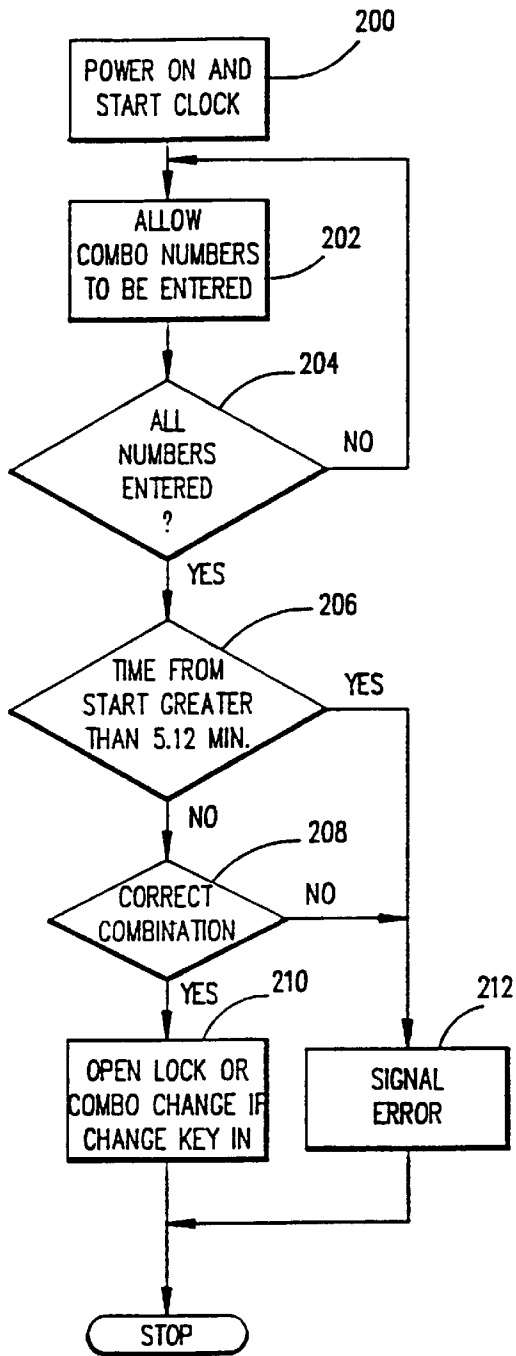 200
POWER ON AND
START CLOCK
ALLOW
COMBO NUMBERS
TO BE ENTERED
202
204
ALL
NUMBERS
ENTERED
?
NO
YES
206
TIME FROM
START GREATER
THAN 5.12 MIN.
YES
NO
208
CORRECT
COMBINATION
NO
YES
210
212
OPEN LOCK OR
COMBO CHANGE IF
CHANGE KEY IN
SIGNAL
ERROR
STOP